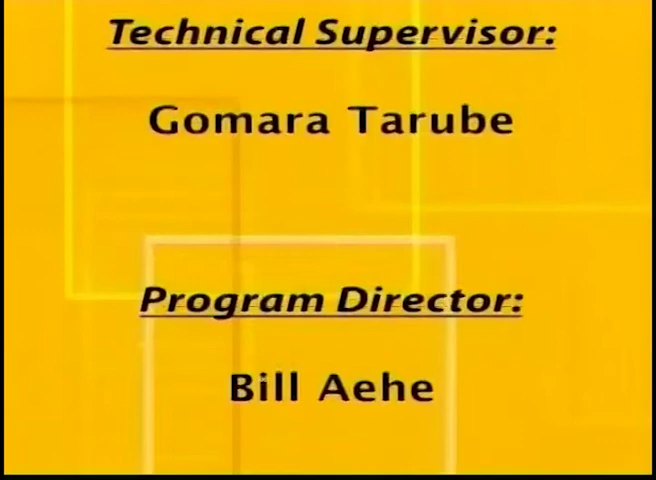 Technical Supervisor:
Gomara Tarube
Program Director:
Bill Aehe